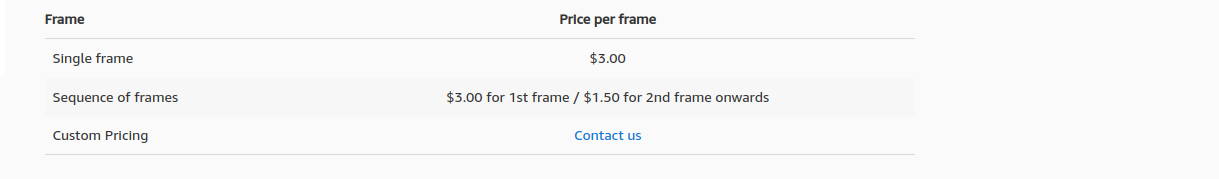 Frame Price per frame
Single frame $3.00
Sequence of frames $3.00 for 1st frame / $1.50 for 2nd frame onwards
Custom Pricing Contact us